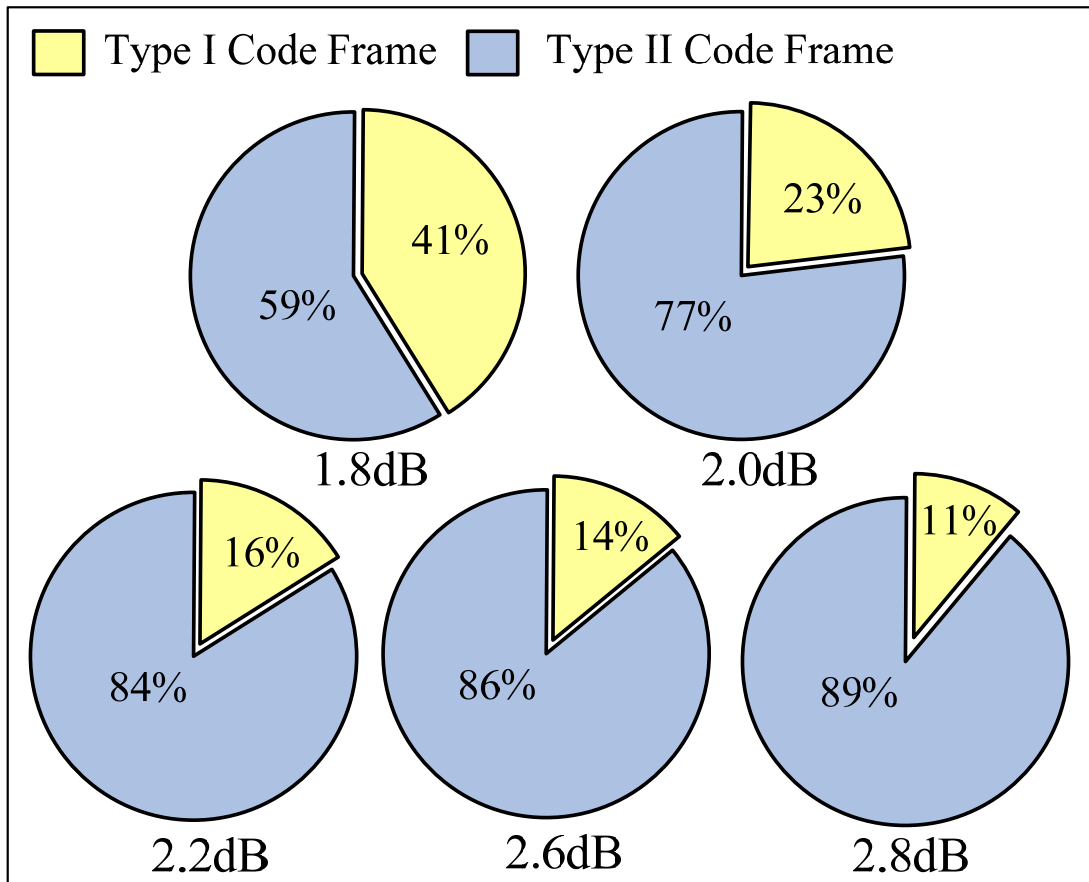 Type I Code Frame Type II Code Frame
41%
59%
1.8dB
23%
77%
2.0dB
16%
84%
2.2dB
14%
86%
2.6dB
11%
89%
2.8dB